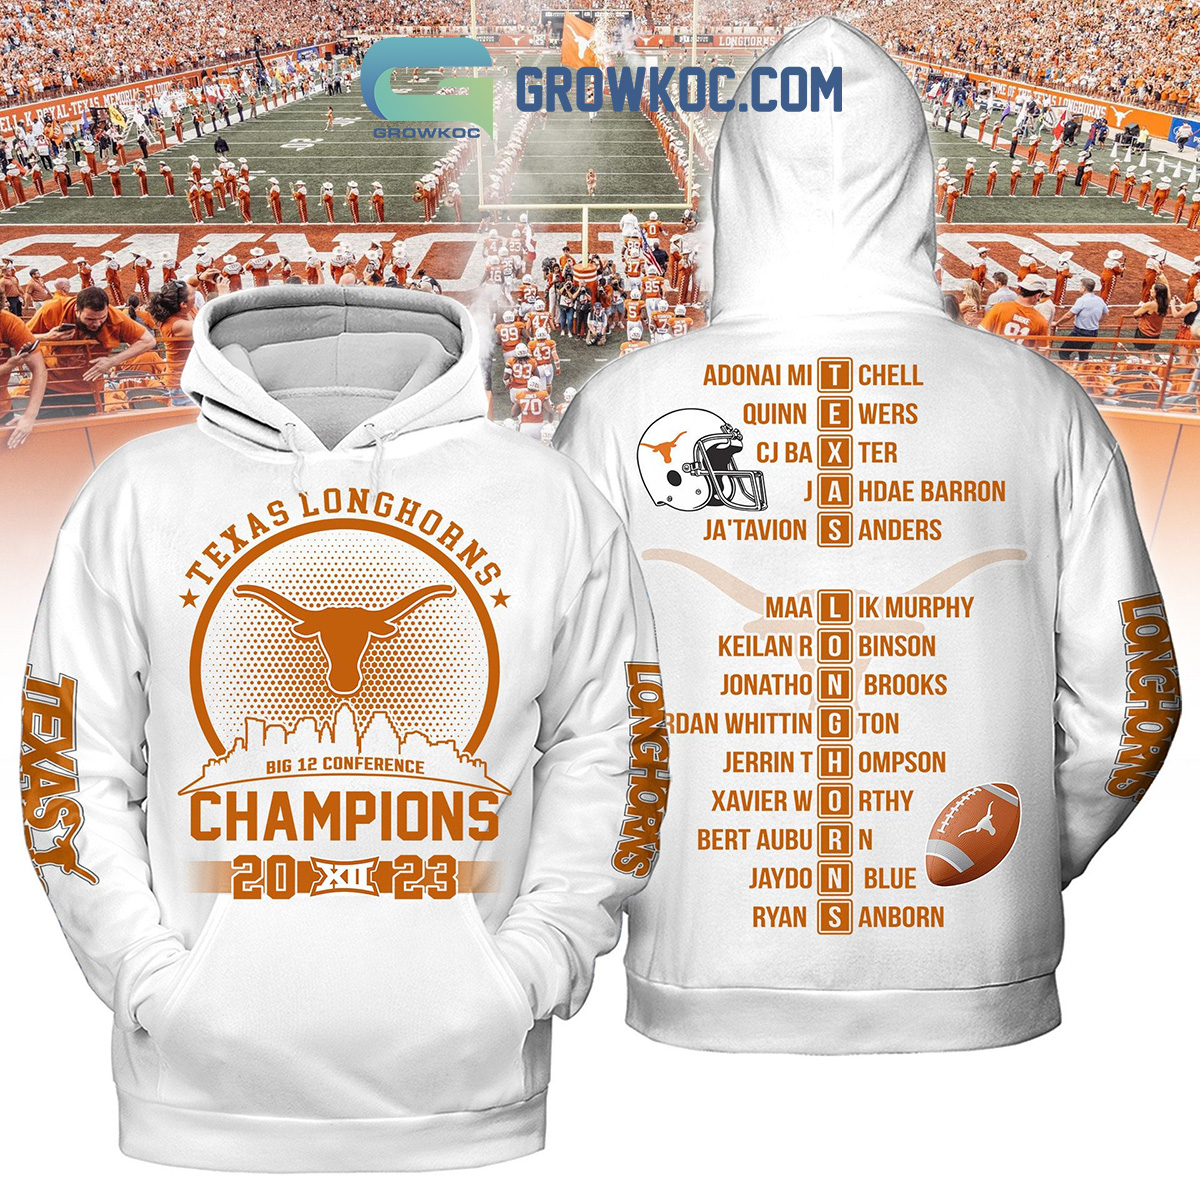 GROWKOC
GROWKOC.COM
LONGHORNS
TEXAS LONGHORNS
BIG 12 CONFERENCE
CHAMPIONS
20 XII 23
TEXAS
LONGHORNS
ADONAI MITCHELL
QUINN EWERS
CJ BAXTER
JAHDAE BARRON
JA'TAVION SANDERS
MAALIK MURPHY
KEILAN ROBINSON
JONATHON BROOKS
RDAN WHITTINGTON
JERRIN THOMPSON
XAVIER WORTHY
BERT AUBURN
JAYDON BLUE
RYAN SANBORN
LONGHORNS